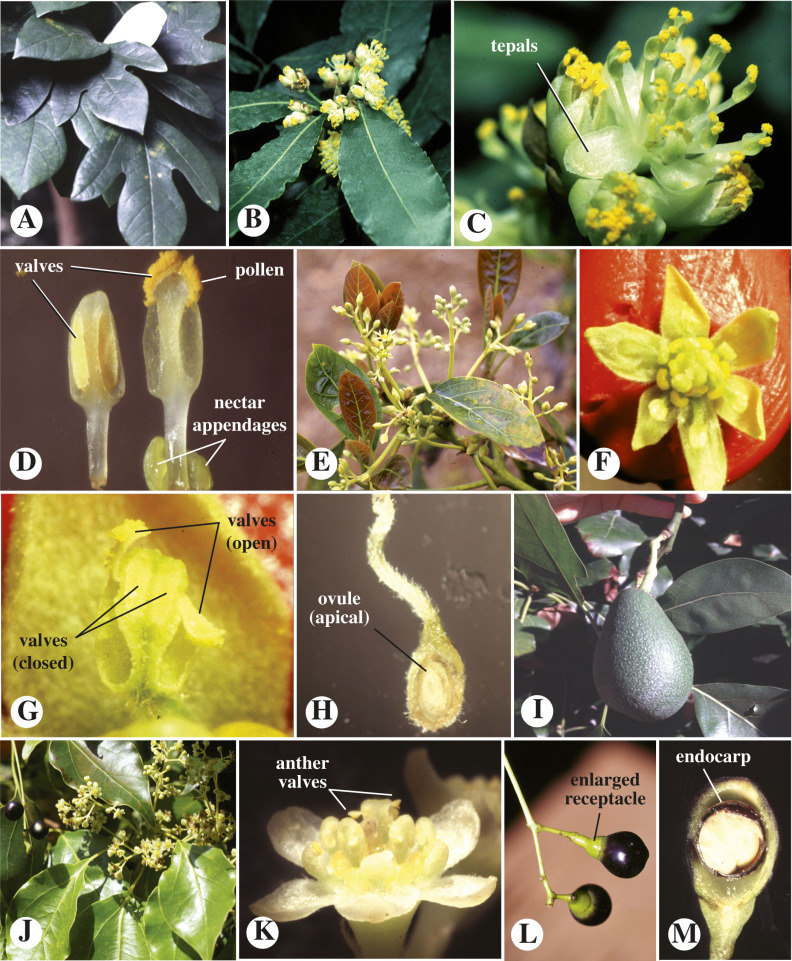 A
B
tepals
C
valves
pollen
nectar
appendages
D
E
F
valves
(open)
valves
(closed)
G
ovule
(apical)
H
I
J
anther
valves
K
enlarged
receptacle
L
endocarp
M